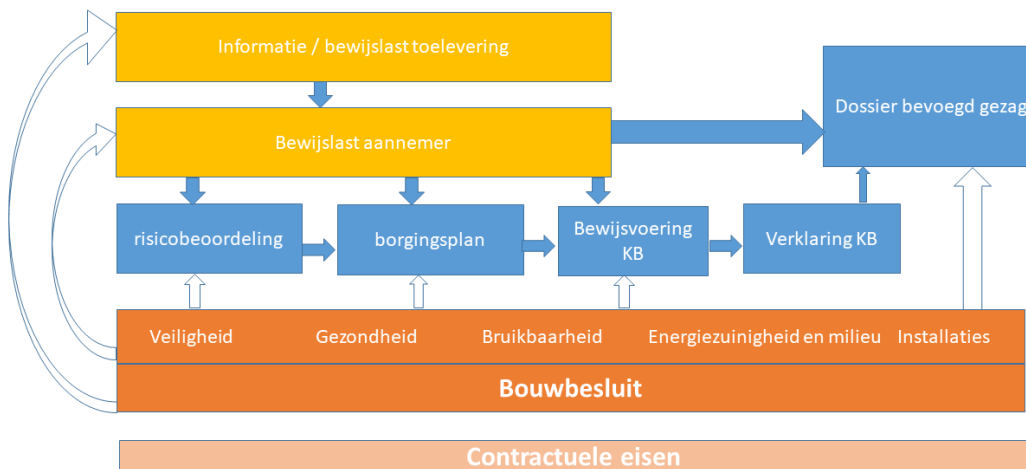 Informatie / bewijslast toelevering
Dossier bevoegd gezag
Bewijslast aannemer
risicobeoordeling
borgingsplan
Bewijsvoering
KB
Verklaring KB
Veiligheid
Gezondheid
Bruikbaarheid
Energiezuinigheid en milieu
Installaties
Bouwbesluit
Contractuele eisen